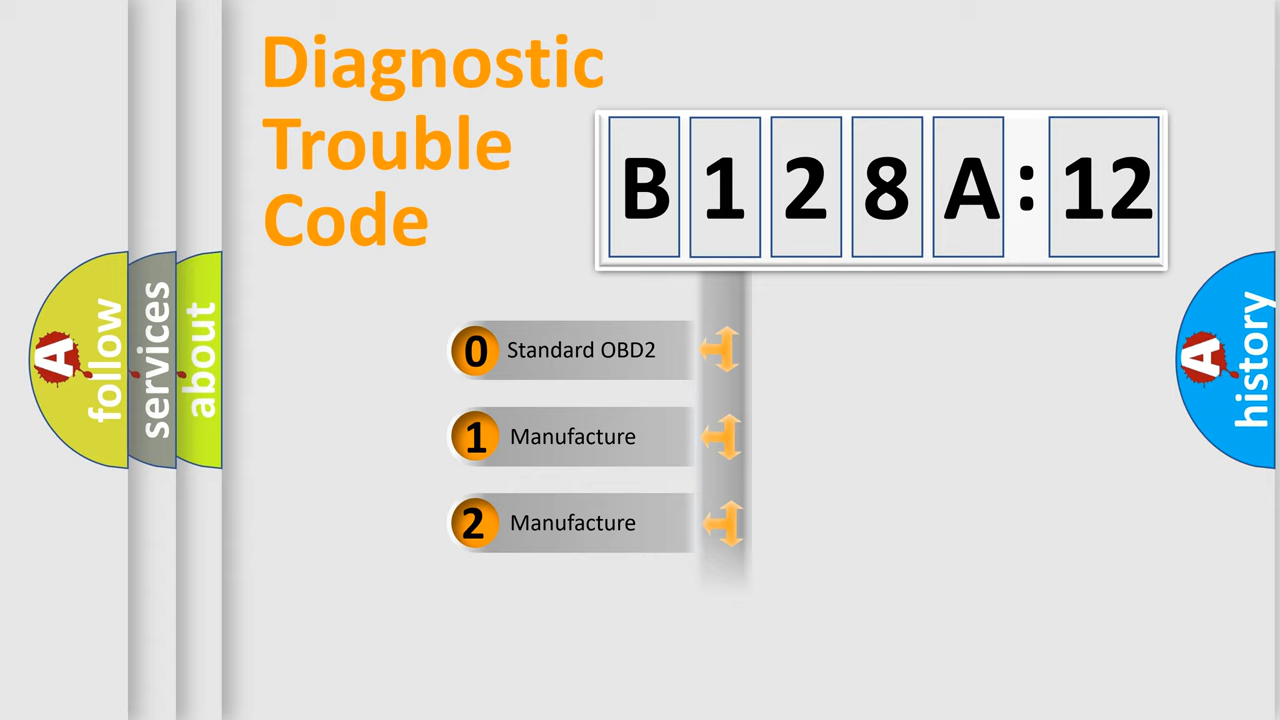 Diagnostic
Trouble
Code
B 1 2 8 A : 12
0 Standard OBD2
1 Manufacture
2 Manufacture
A follow
services
about
A history